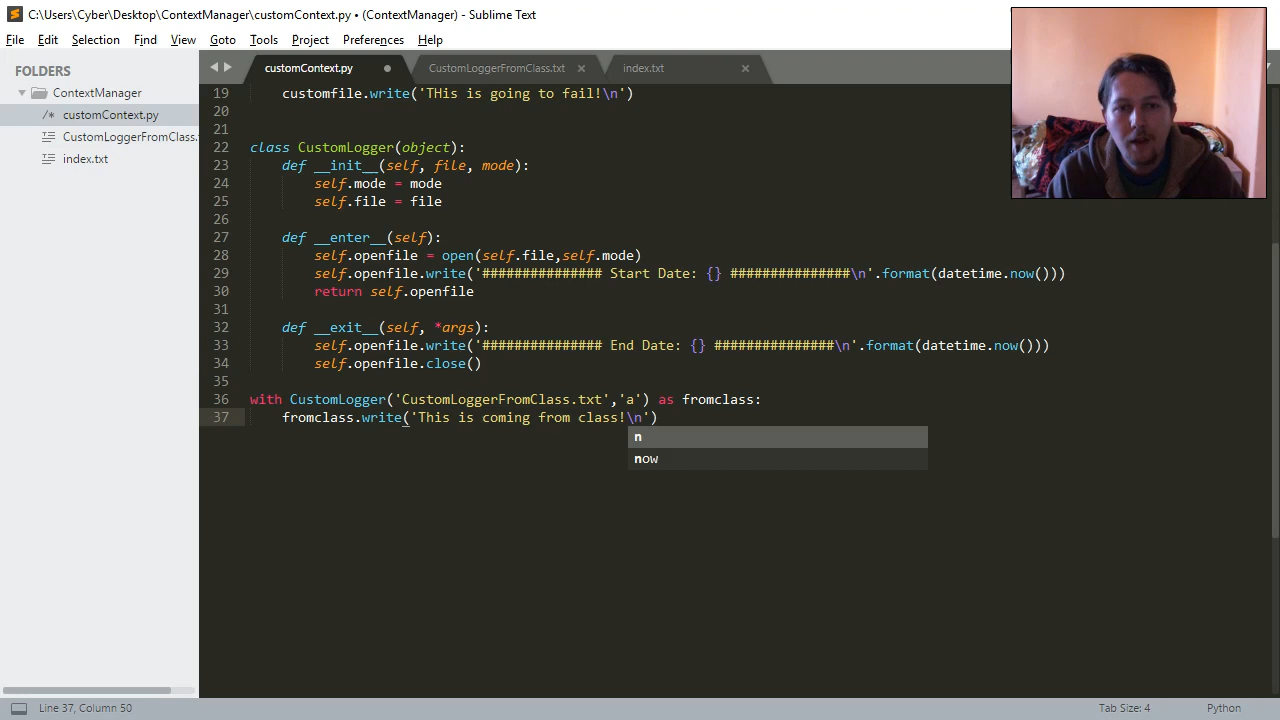 C:\Users\Cyber\Desktop\ContextManager\customContext.py • (ContextManager) - Sublime Text
File Edit Selection Find View Goto Tools Project Preferences Help
FOLDERS
ContextManager
/* customContext.py
CustomLoggerFromClass.
index.txt
customContext.py
CustomLoggerFromClass.txt
index.txt
19 customfile.write('THis is going to fail!\n')
20
21
22 class CustomLogger(object):
23 def __init__(self, file, mode):
24 self.mode = mode
25 self.file = file
26
27 def __enter__(self):
28 self.openfile = open(self.file,self.mode)
29 self.openfile.write('############### Start Date: {} ###############\n'.format(datetime.now()))
30 return self.openfile
31
32 def __exit__(self, *args):
33 self.openfile.write('############### End Date: {} ###############\n'.format(datetime.now()))
34 self.openfile.close()
35
36 with CustomLogger('CustomLoggerFromClass.txt','a') as fromclass:
37 fromclass.write('This is coming from class!\n')
n
now
Line 37, Column 50
Tab Size: 4
Python